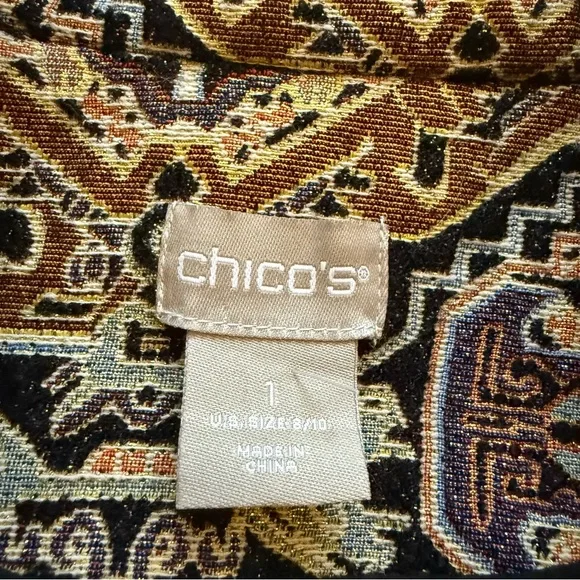 chico's®
1
U.S. SIZE 8/10
MADE IN
CHINA